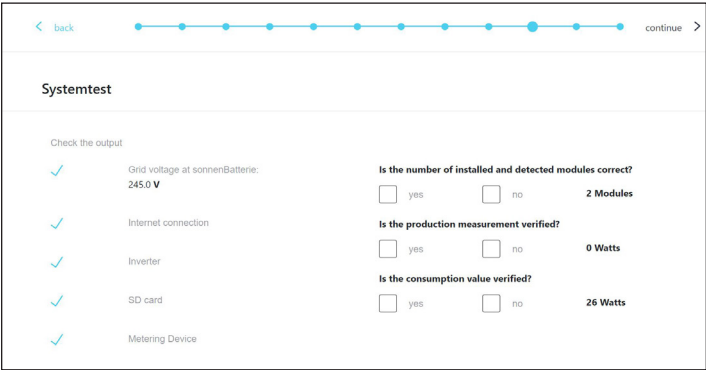 back
continue
Systemtest
Check the output
Grid voltage at sonnenBatterie:
245.0 V
Internet connection
Inverter
SD card
Metering Device
Is the number of installed and detected modules correct?
yes no 2 Modules
Is the production measurement verified?
yes no 0 Watts
Is the consumption value verified?
yes no 26 Watts